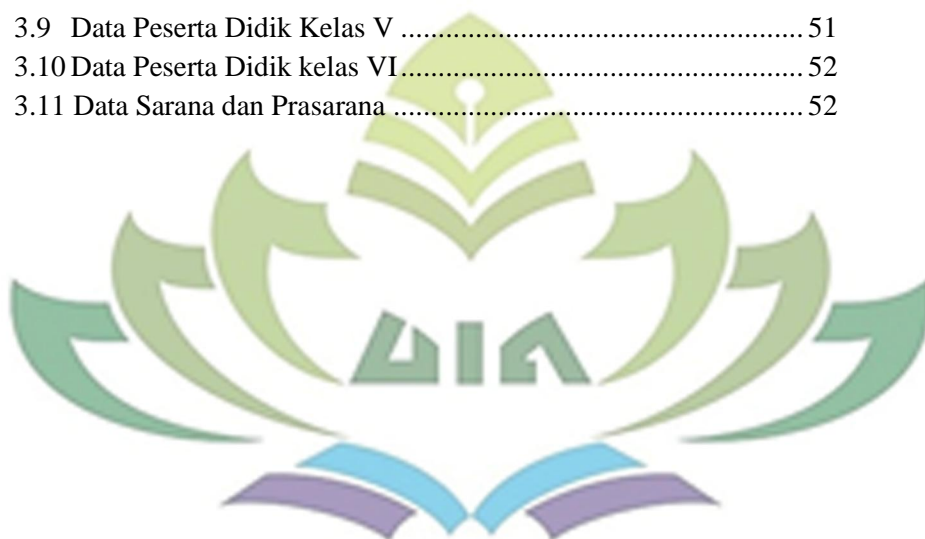 3.9 Data Peserta Didik Kelas V ...................................................... 51
3.10 Data Peserta Didik kelas VI ...................................................... 52
3.11 Data Sarana dan Prasarana ....................................................... 52